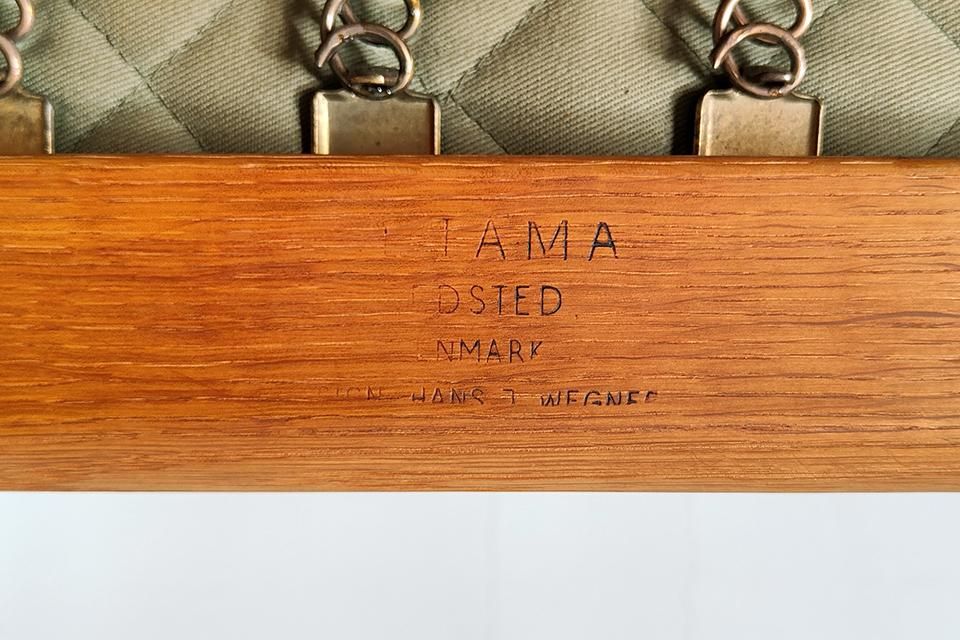 TAMA
DSTED
NMARK
HANS J WEGNER